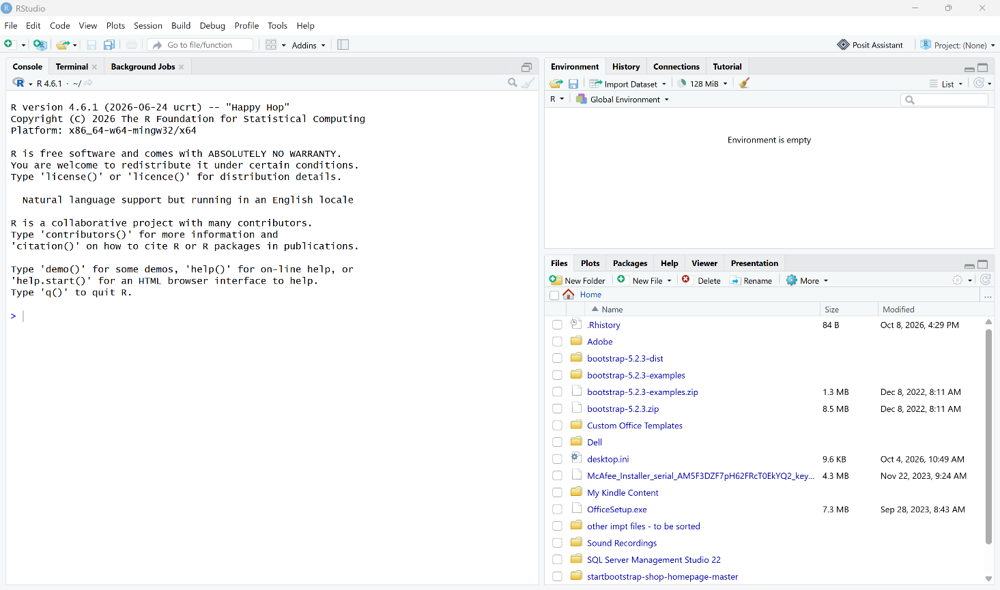 RStudio
File Edit Code View Plots Session Build Debug Profile Tools Help
Go to file/function Addins Posit Assistant Project: (None)
Console Terminal Background Jobs
R 4.6.1 · ~/
R version 4.6.1 (2026-06-24 ucrt) -- "Happy Hop"
Copyright (C) 2026 The R Foundation for Statistical Computing
Platform: x86_64-w64-mingw32/x64
R is free software and comes with ABSOLUTELY NO WARRANTY.
You are welcome to redistribute it under certain conditions.
Type 'license()' or 'licence()' for distribution details.
Natural language support but running in an English locale
R is a collaborative project with many contributors.
Type 'contributors()' for more information and
'citation()' on how to cite R or R packages in publications.
Type 'demo()' for some demos, 'help()' for on-line help, or
'help.start()' for an HTML browser interface to help.
Type 'q()' to quit R.
>
Environment History Connections Tutorial
Import Dataset 128 MiB List
R Global Environment
Environment is empty
Files Plots Packages Help Viewer Presentation
New Folder New File Delete Rename More
Home ...
Name Size Modified
.Rhistory 84 B Oct 8, 2026, 4:29 PM
Adobe
bootstrap-5.2.3-dist
bootstrap-5.2.3-examples
bootstrap-5.2.3-examples.zip 1.3 MB Dec 8, 2022, 8:11 AM
bootstrap-5.2.3.zip 8.5 MB Dec 8, 2022, 8:11 AM
Custom Office Templates
Dell
desktop.ini 9.6 KB Oct 4, 2026, 10:49 AM
McAfee_Installer_serial_AM5F3DZF7pH62FRcT0EkYQ2_key... 4.3 MB Nov 22, 2023, 9:24 AM
My Kindle Content
OfficeSetup.exe 7.3 MB Sep 28, 2023, 8:43 AM
other impt files - to be sorted
Sound Recordings
SQL Server Management Studio 22
startbootstrap-shop-homepage-master